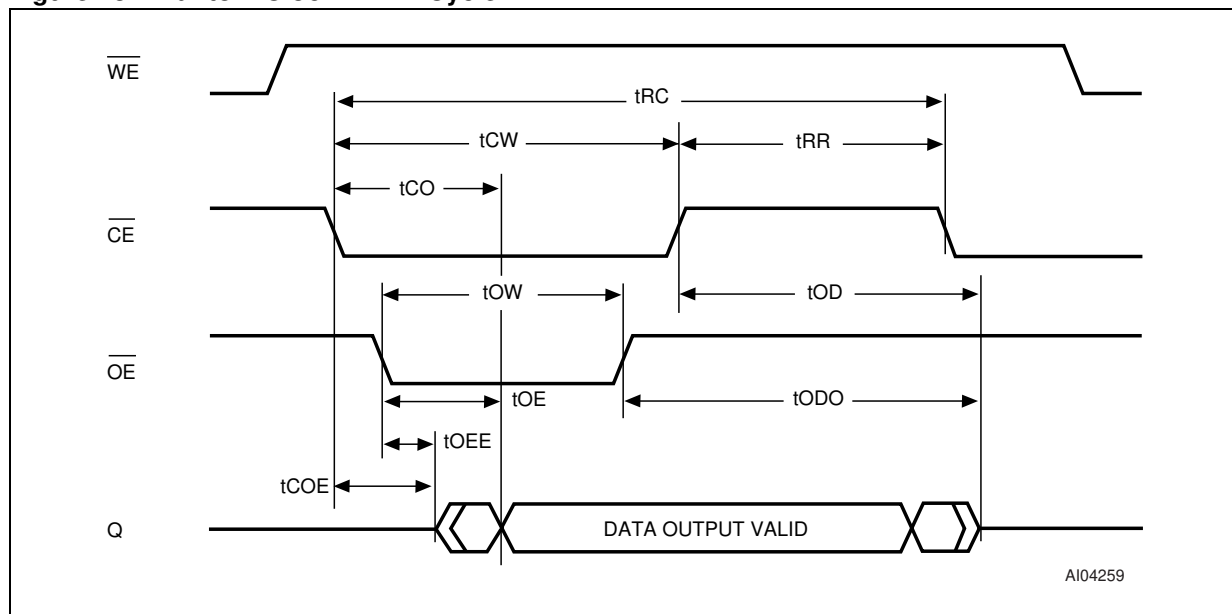 WE
tRC
tCW
tRR
tCO
CE
tOW
tOD
OE
tOE
tODO
tOEE
tCOE
Q
DATA OUTPUT VALID
AI04259